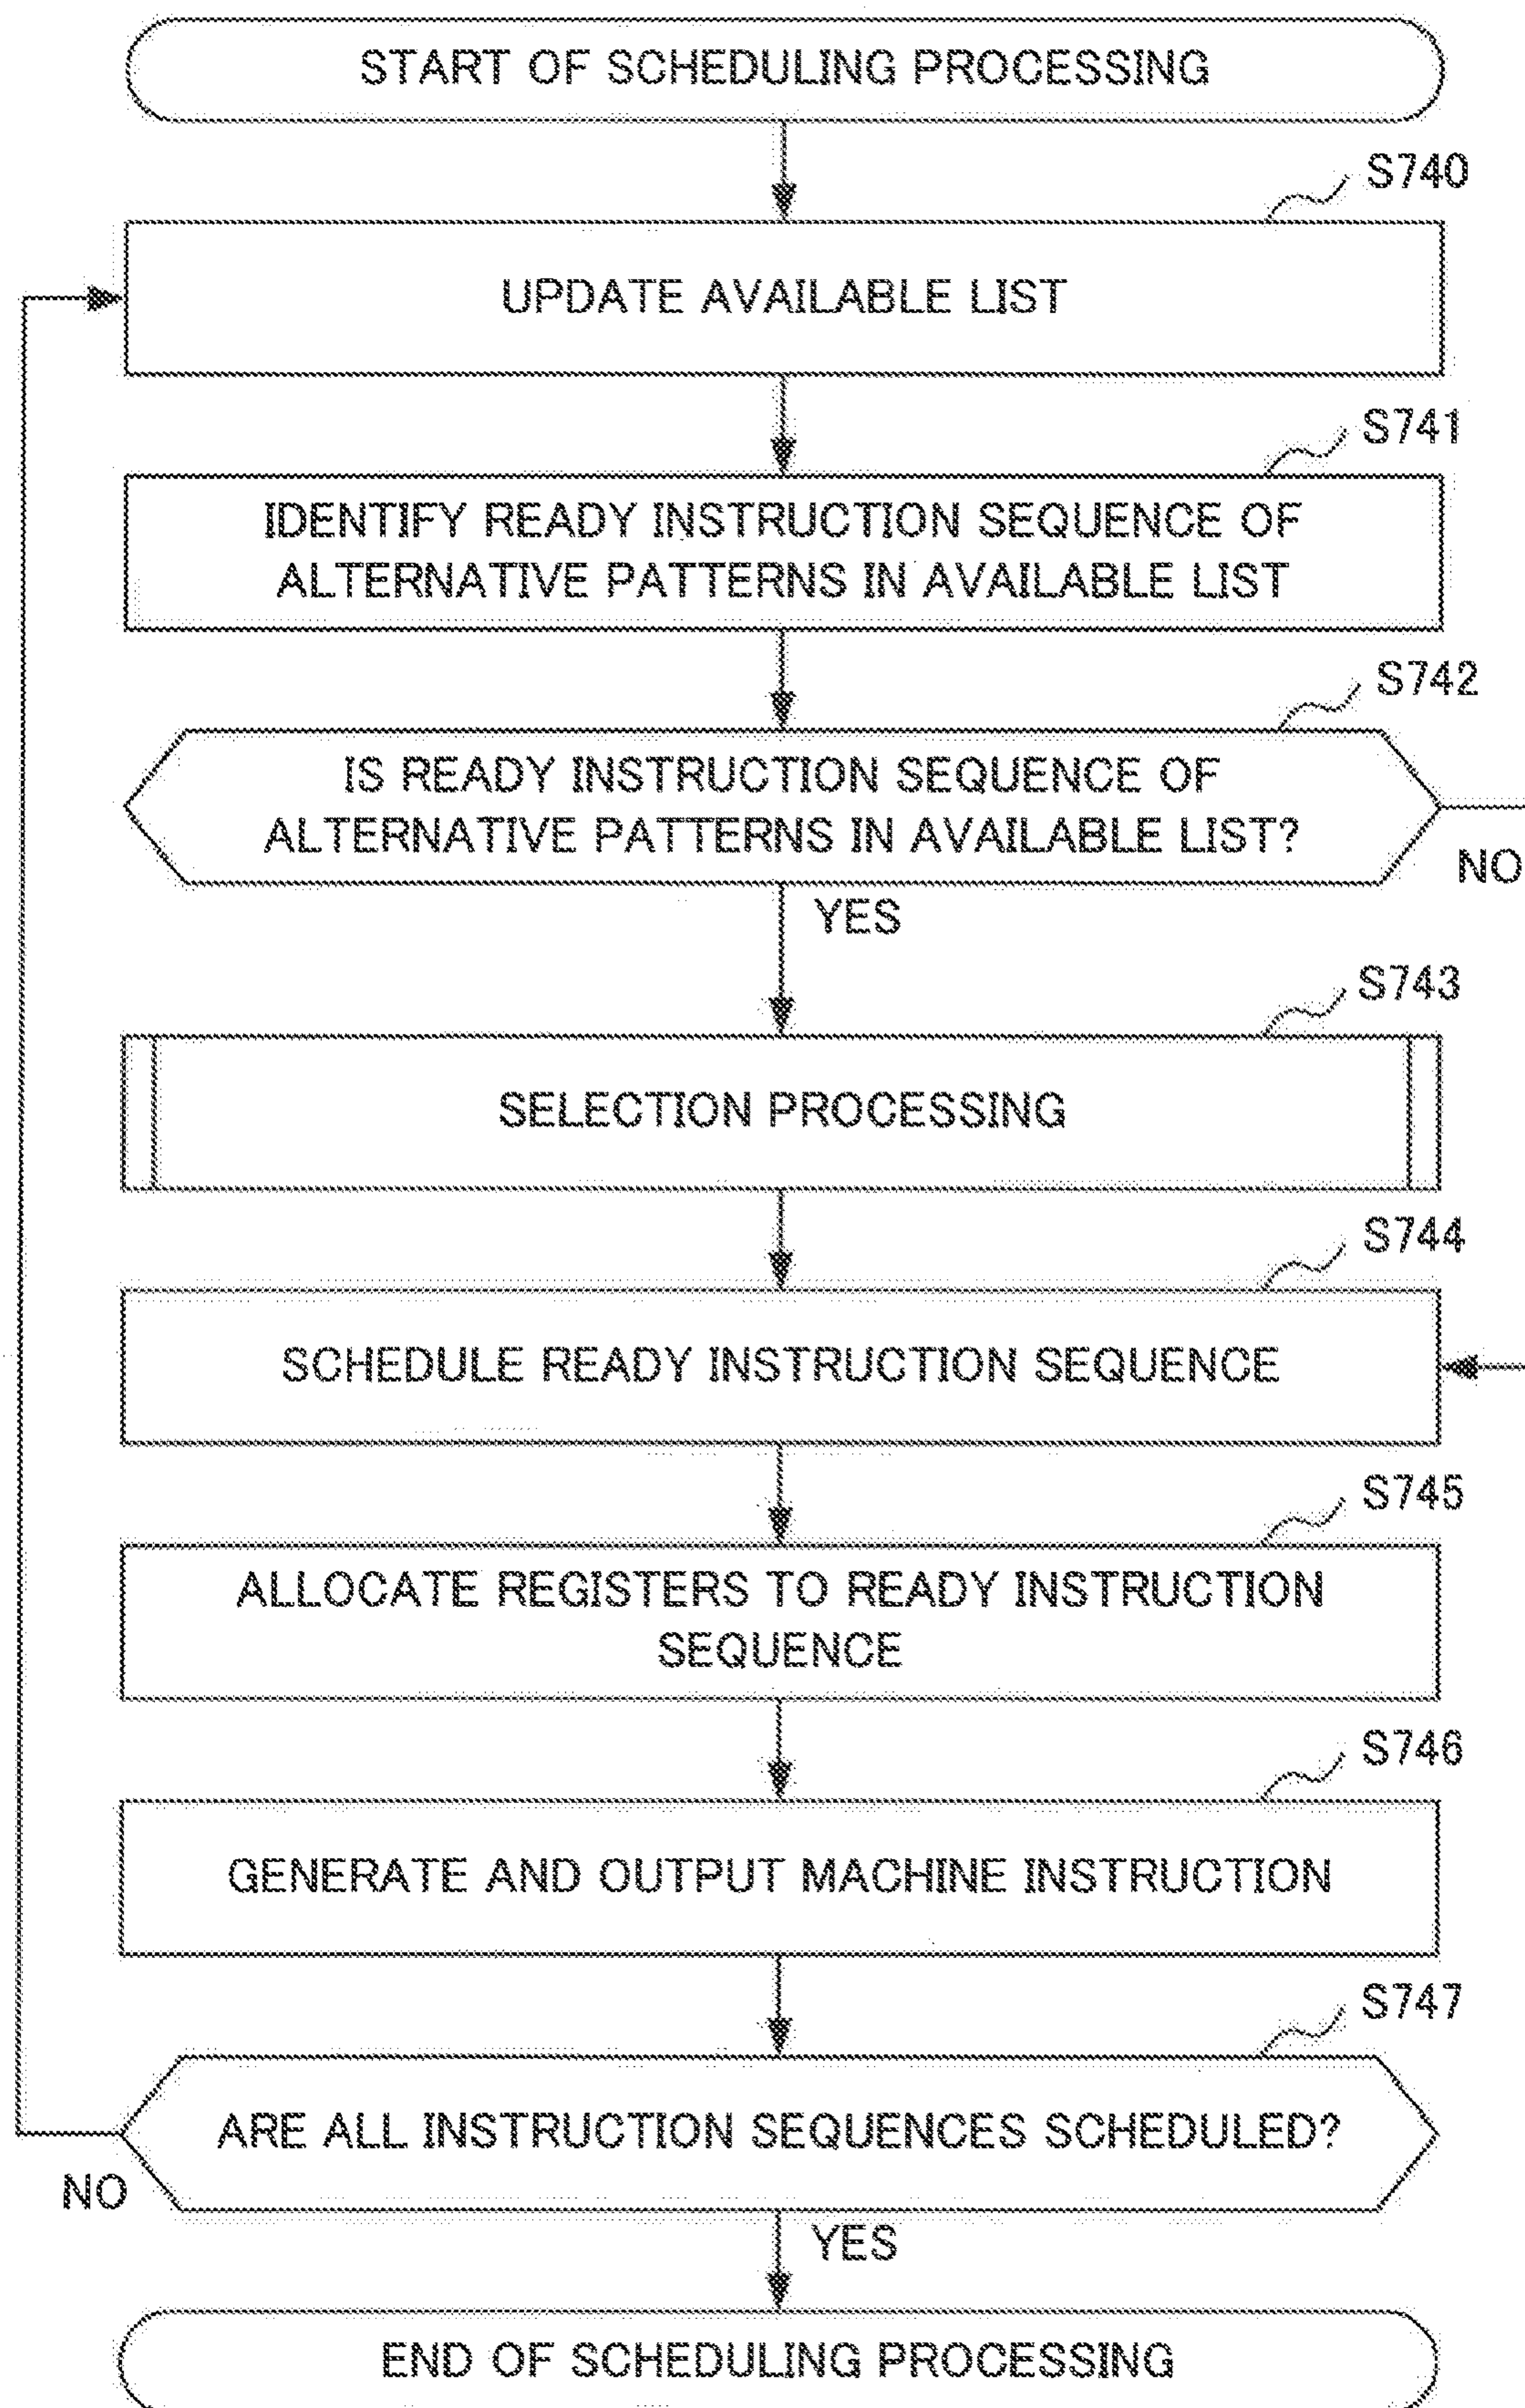 START OF SCHEDULING PROCESSING
S740
UPDATE AVAILABLE LIST
S741
IDENTIFY READY INSTRUCTION SEQUENCE OF
ALTERNATIVE PATTERNS IN AVAILABLE LIST
S742
IS READY INSTRUCTION SEQUENCE OF
ALTERNATIVE PATTERNS IN AVAILABLE LIST?
NO
YES
S743
SELECTION PROCESSING
S744
SCHEDULE READY INSTRUCTION SEQUENCE
S745
ALLOCATE REGISTERS TO READY INSTRUCTION
SEQUENCE
S746
GENERATE AND OUTPUT MACHINE INSTRUCTION
S747
ARE ALL INSTRUCTION SEQUENCES SCHEDULED?
NO
YES
END OF SCHEDULING PROCESSING